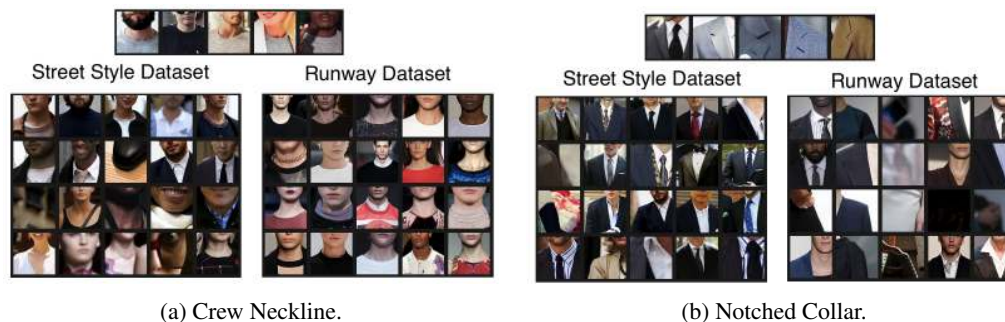 Street Style Dataset
Runway Dataset
(a) Crew Neckline.
Street Style Dataset
Runway Dataset
(b) Notched Collar.